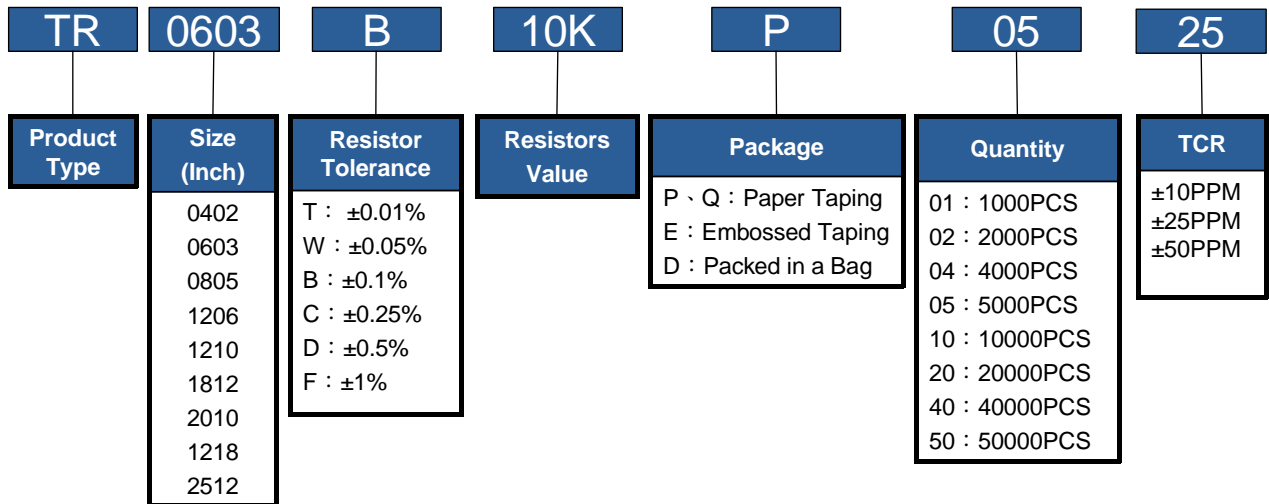 TR 0603 B 10K P 05 25
Product
Type
Size
(Inch)
0402
0603
0805
1206
1210
1812
2010
1218
2512
Resistor
Tolerance
T： ±0.01%
W：±0.05%
B：±0.1%
C：±0.25%
D：±0.5%
F：±1%
Resistors
Value
Package
P、Q：Paper Taping
E：Embossed Taping
D：Packed in a Bag
Quantity
01：1000PCS
02：2000PCS
04：4000PCS
05：5000PCS
10：10000PCS
20：20000PCS
40：40000PCS
50：50000PCS
TCR
±10PPM
±25PPM
±50PPM